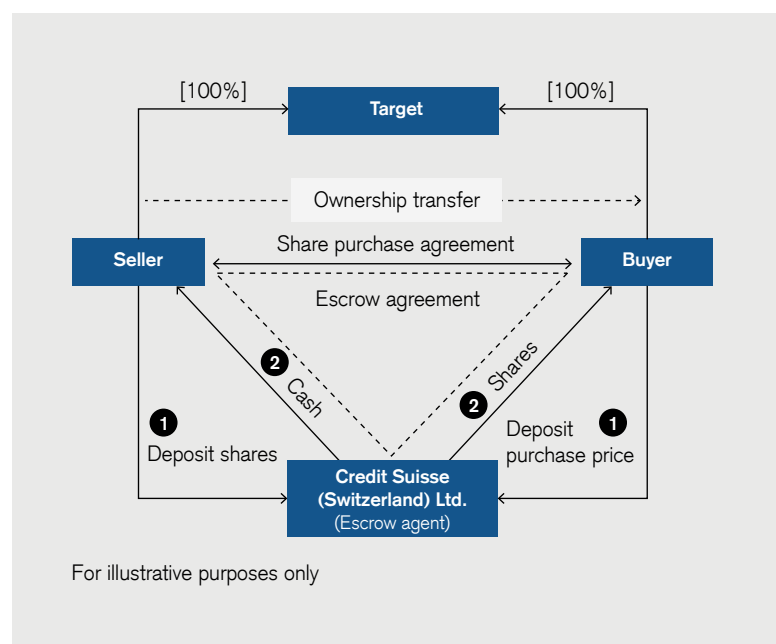 [100%]
[100%]
Target
Ownership transfer
Share purchase agreement
Seller
Buyer
Escrow agreement
2
Cash
2
Shares
1
Deposit shares
Deposit
purchase price
1
Credit Suisse
(Switzerland) Ltd.
(Escrow agent)
For illustrative purposes only